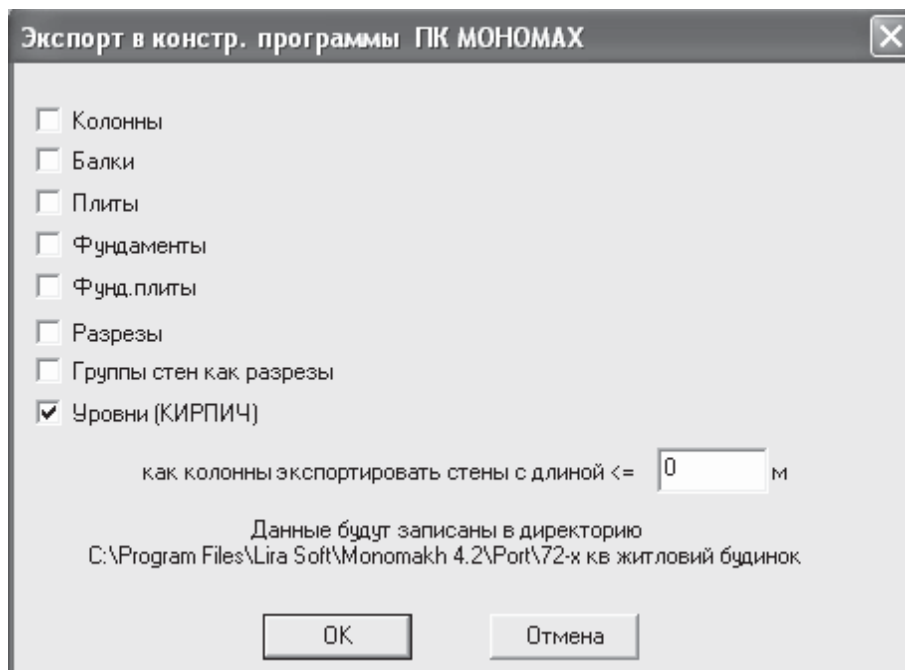 Экспорт в констр. программы ПК МОНОМАХ
Колонны
Балки
Плиты
Фундаменты
Фунд.плиты
Разрезы
Группы стен как разрезы
Уровни (КИРПИЧ)
как колонны экспортировать стены с длиной <= 0 м
Данные будут записаны в директорию
C:\Program Files\Lira Soft\Monomakh 4.2\Port\72-х кв житловий будинок
OK Отмена